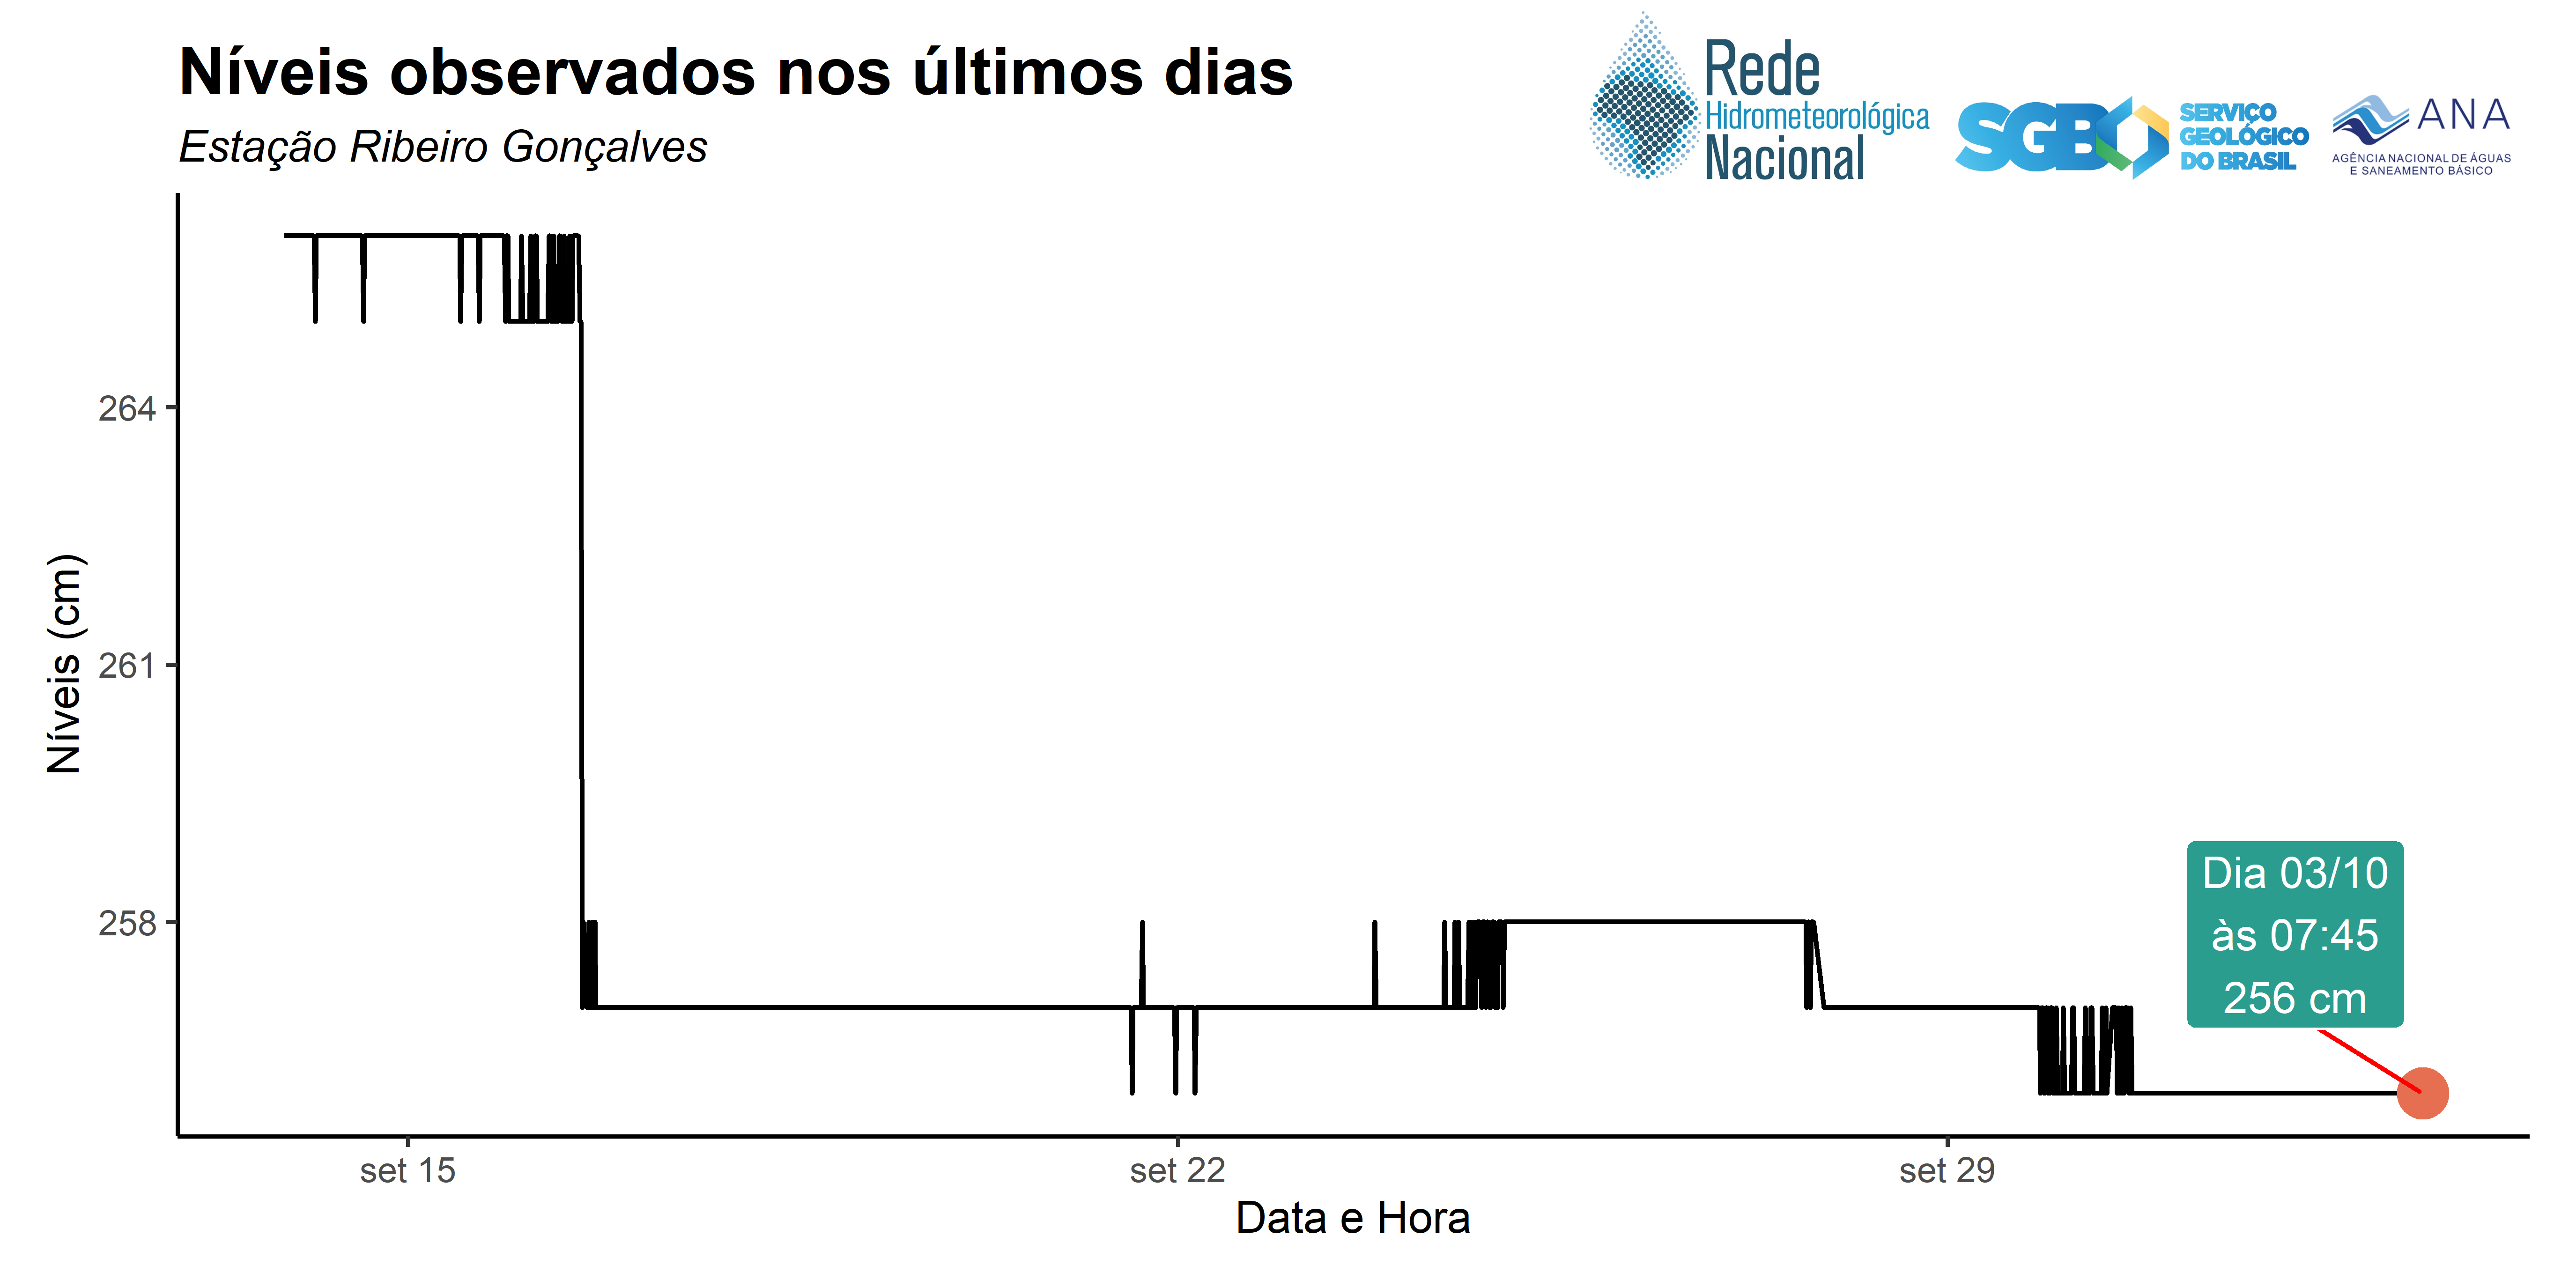 Níveis observados nos últimos dias
Estação Ribeiro Gonçalves
Rede
Hidrometeorológica
Nacional
SGB
SERVIÇO
GEOLÓGICO
DO BRASIL
ANA
AGÊNCIA NACIONAL DE ÁGUAS
E SANEAMENTO BÁSICO
Níveis (cm)
264
261
258
Dia 03/10
às 07:45
256 cm
set 15
set 22
set 29
Data e Hora